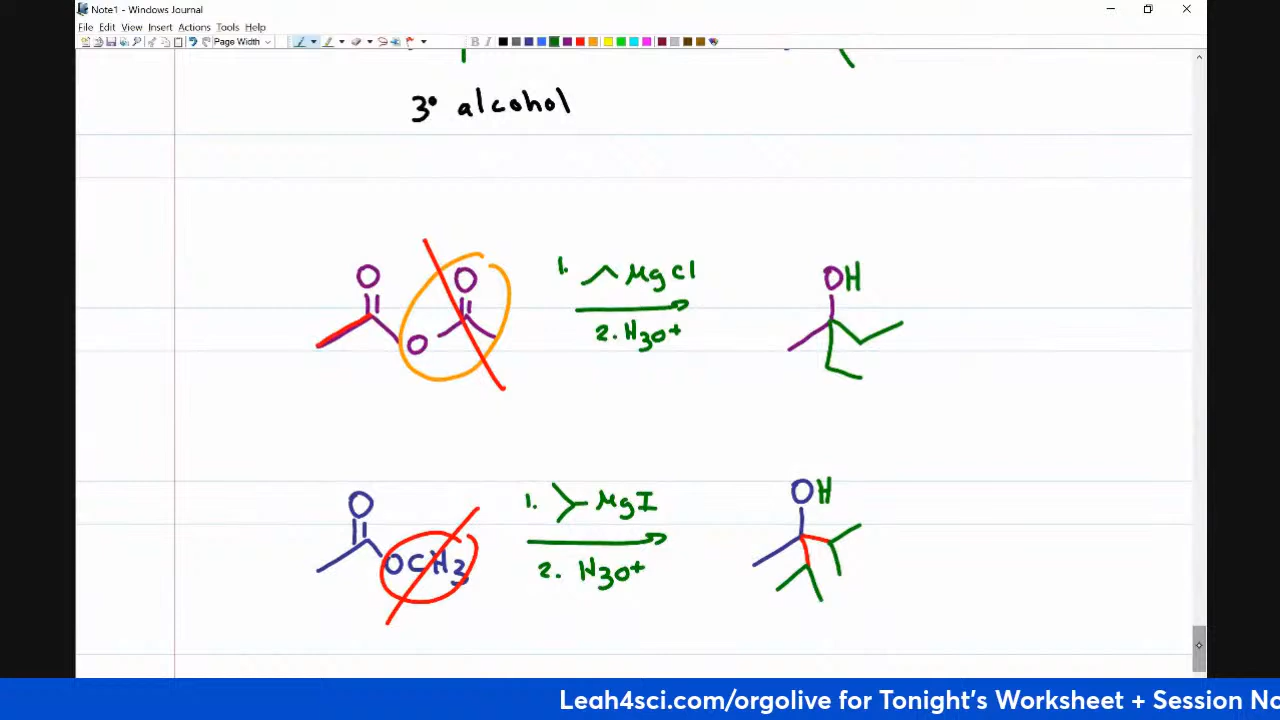 Note1 - Windows Journal
File Edit View Insert Actions Tools Help
Page Width
B I
3° alcohol
O O
O
1. MgCl
2. H3O+
OH
O
OCH3
1. MgI
2. H3O+
OH
Leah4sci.com/orgolive for Tonight's Worksheet + Session No